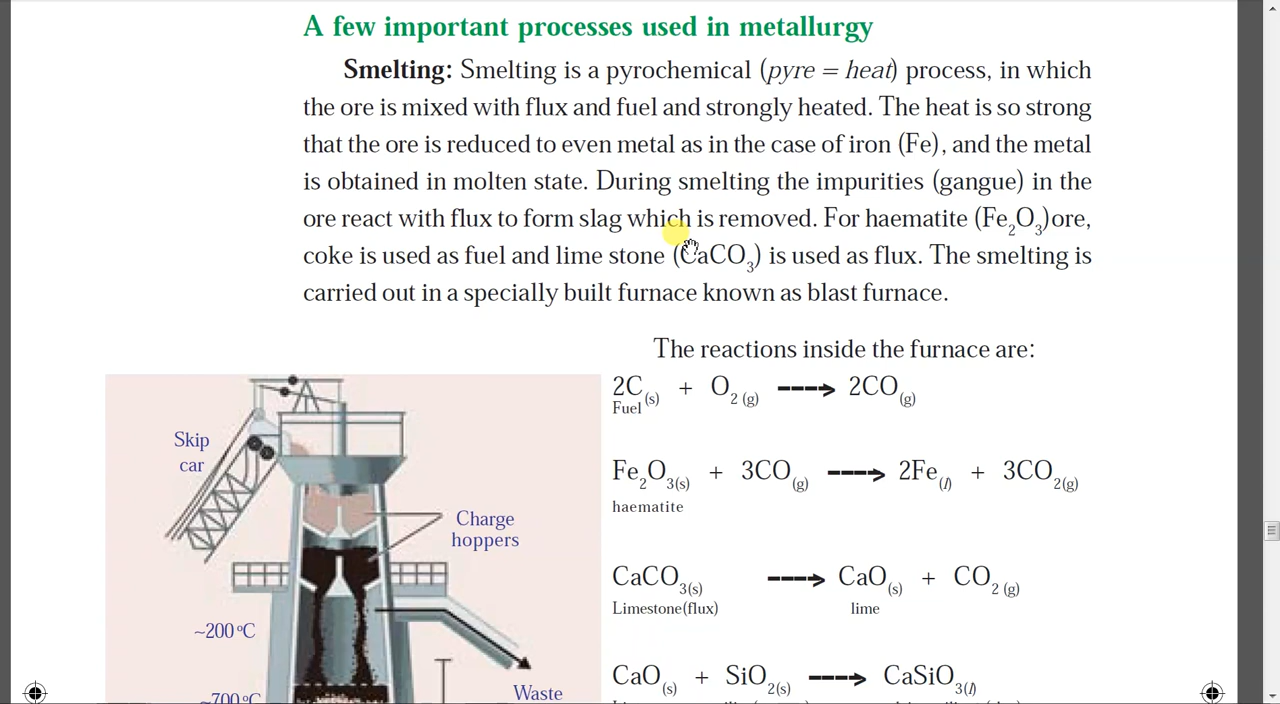 A few important processes used in metallurgy
Smelting: Smelting is a pyrochemical (pyre = heat) process, in which
the ore is mixed with flux and fuel and strongly heated. The heat is so strong
that the ore is reduced to even metal as in the case of iron (Fe), and the metal
is obtained in molten state. During smelting the impurities (gangue) in the
ore react with flux to form slag which is removed. For haematite (Fe₂O₃)ore,
coke is used as fuel and lime stone (CaCO₃) is used as flux. The smelting is
carried out in a specially built furnace known as blast furnace.
The reactions inside the furnace are:
2C(s) + O₂(g) ----> 2CO(g)
Fuel
Fe₂O₃(s) + 3CO(g) ----> 2Fe(l) + 3CO₂(g)
haematite
CaCO₃(s) ----> CaO(s) + CO₂(g)
Limestone(flux) lime
CaO(s) + SiO₂(s) ----> CaSiO₃(l)
Skip
car
Charge
hoppers
~200 °C
~700 °C
Waste